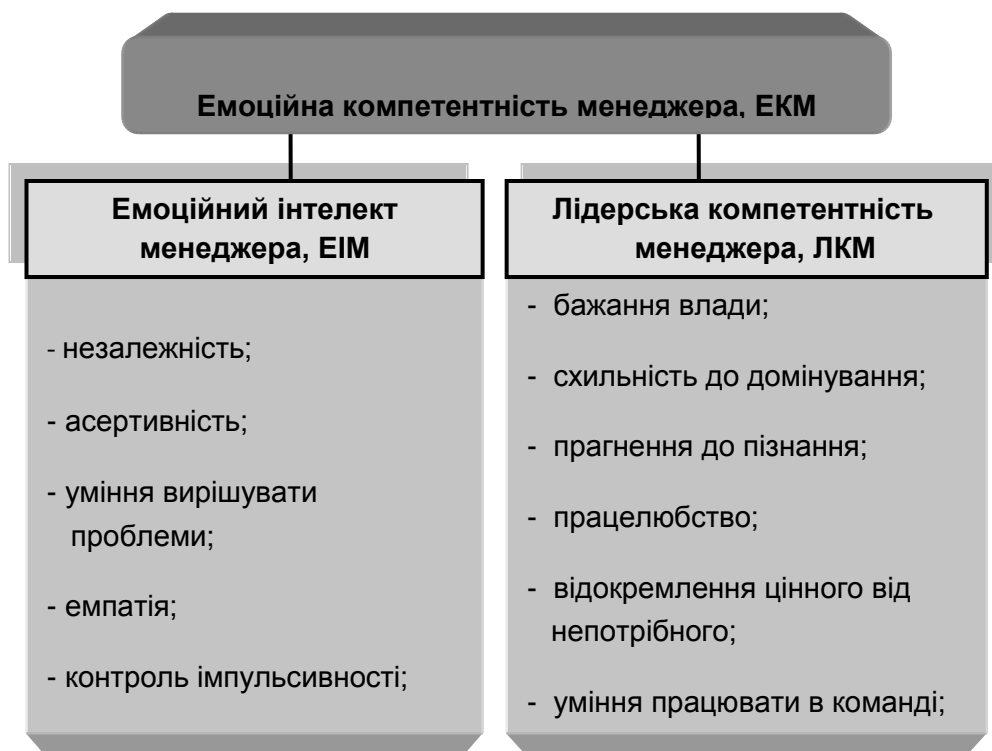 Емоційна компетентність менеджера, ЕКМ
Емоційний інтелект
менеджера, ЕІМ
- незалежність;
- асертивність;
- уміння вирішувати
проблеми;
- емпатія;
- контроль імпульсивності;
Лідерська компетентність
менеджера, ЛКМ
- бажання влади;
- схильність до домінування;
- прагнення до пізнання;
- працелюбство;
- відокремлення цінного від
непотрібного;
- уміння працювати в команді;